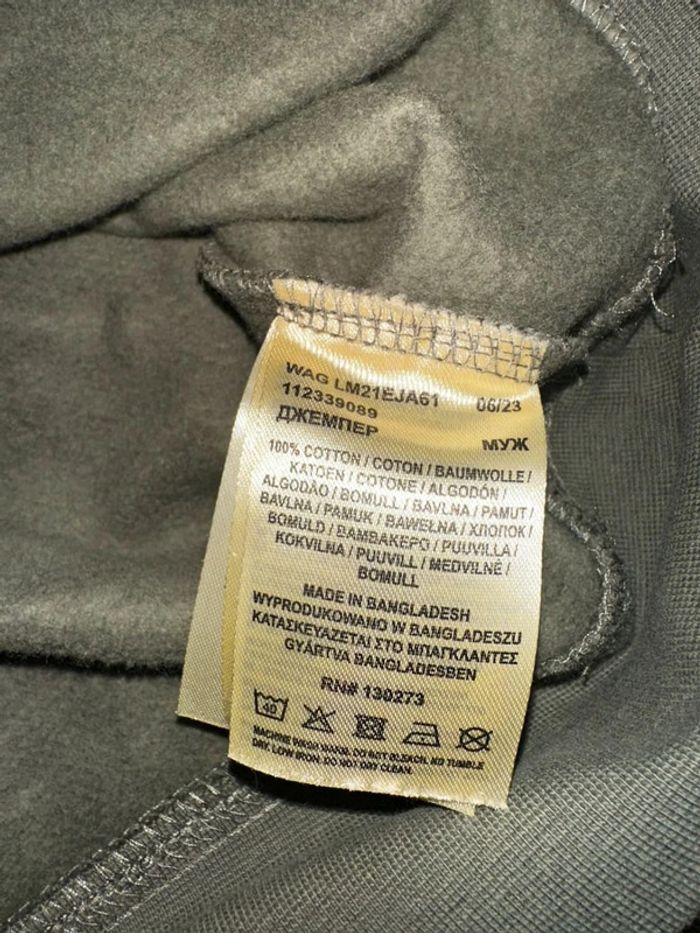 WAG LM21EJA61 06/23
112339089
ДЖЕМПЕР МУЖ
100% COTTON / COTON / BAUMWOLLE /
KATOEN / COTONE / ALGODÓN /
ALGODÃO / BOMULL / BAVLNA / PAMUT /
BAVLNA / PAMUK / BAWEŁNA / ХЛОПОК /
BOMULD / ΒΑΜΒΑΚΕΡΟ / PUUVILLA /
KOKVILNA / PUUVILL / MEDVILNĖ /
BOMULL
MADE IN BANGLADESH
WYPRODUKOWANO W BANGLADESZU
ΚΑΤΑΣΚΕΥΑΖΕΤΑΙ ΣΤΟ ΜΠΑΓΚΛΑΝΤΕΣ
GYÁRTVA BANGLADESBEN
RN# 130273
40
MACHINE WASH WARM. DO NOT BLEACH. NO TUMBLE
DRY. LOW IRON. DO NOT DRY CLEAN.